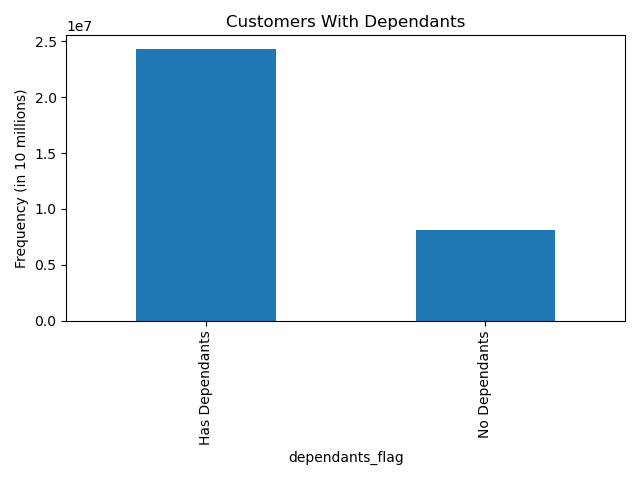 Customers With Dependants
1e7
Frequency (in 10 millions)
2.5
2.0
1.5
1.0
0.5
0.0
Has Dependants
No Dependants
dependants_flag